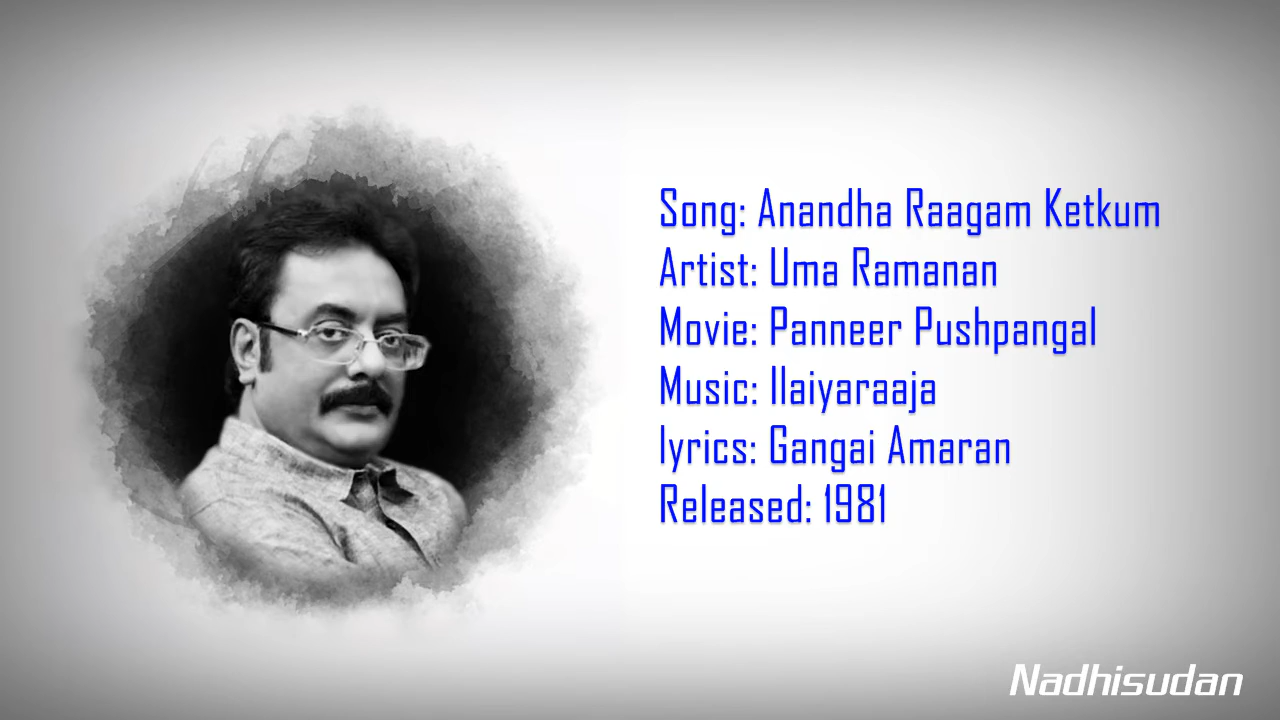 Song: Anandha Raagam Ketkum
Artist: Uma Ramanan
Movie: Panneer Pushpangal
Music: Ilaiyaraaja
lyrics: Gangai Amaran
Released: 1981
Nadhisudan